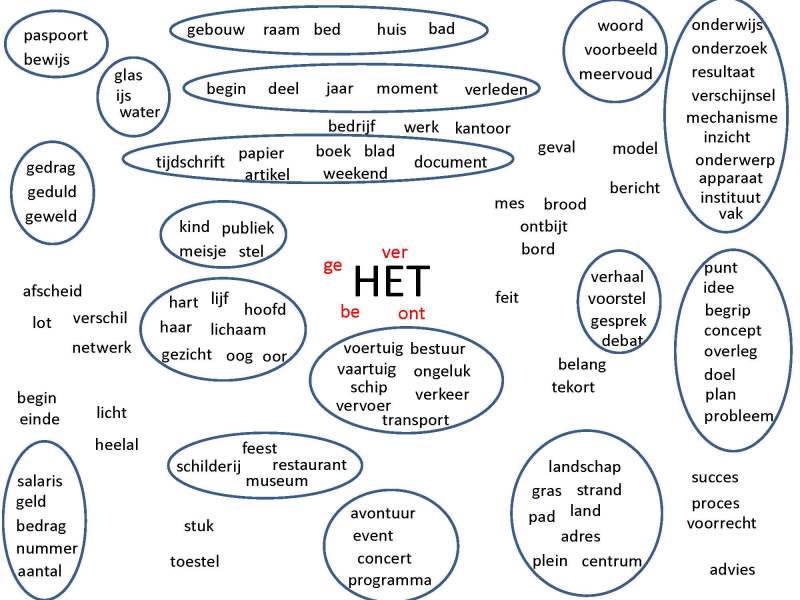 paspoort
bewijs
gebouw raam bed huis bad
woord
voorbeeld
meervoud
onderwijs
onderzoek
resultaat
verschijnsel
mechanisme
inzicht
onderwerp
apparaat
instituut
vak
glas
ijs
water
begin deel jaar moment verleden
bedrijf werk kantoor
tijdschrift papier boek blad document
artikel weekend
geval model
bericht
gedrag
geduld
geweld
kind publiek
meisje stel
mes brood
ontbijt
bord
ge ver
HET
be ont
feit
verhaal
voorstel
gesprek
debat
punt
idee
begrip
concept
overleg
doel
plan
probleem
afscheid
lot verschil
netwerk
hart lijf hoofd
haar lichaam
gezicht oog oor
voertuig bestuur
vaartuig ongeluk
schip verkeer
vervoer
transport
belang
tekort
begin
einde
licht
heelal
salaris
geld
bedrag
nummer
aantal
feest
schilderij restaurant
museum
stuk
toestel
avontuur
event
concert
programma
landschap
gras strand
pad land
adres
plein centrum
succes
proces
voorrecht
advies